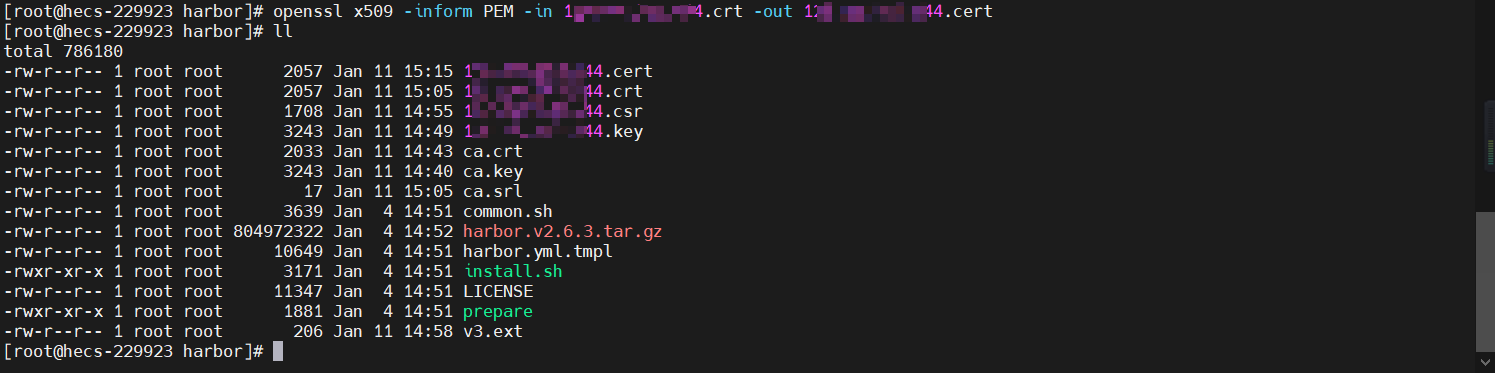 [root@hecs-229923 harbor]# openssl x509 -inform PEM -in 1 4.crt -out 12 44.cert
[root@hecs-229923 harbor]# ll
total 786180
-rw-r--r-- 1 root root      2057 Jan 11 15:15 1 44.cert
-rw-r--r-- 1 root root      2057 Jan 11 15:05 1 44.crt
-rw-r--r-- 1 root root      1708 Jan 11 14:55 1 44.csr
-rw-r--r-- 1 root root      3243 Jan 11 14:49 1 44.key
-rw-r--r-- 1 root root      2033 Jan 11 14:43 ca.crt
-rw-r--r-- 1 root root      3243 Jan 11 14:40 ca.key
-rw-r--r-- 1 root root        17 Jan 11 15:05 ca.srl
-rw-r--r-- 1 root root      3639 Jan  4 14:51 common.sh
-rw-r--r-- 1 root root 804972322 Jan  4 14:52 harbor.v2.6.3.tar.gz
-rw-r--r-- 1 root root     10649 Jan  4 14:51 harbor.yml.tmpl
-rwxr-xr-x 1 root root      3171 Jan  4 14:51 install.sh
-rw-r--r-- 1 root root     11347 Jan  4 14:51 LICENSE
-rwxr-xr-x 1 root root      1881 Jan  4 14:51 prepare
-rw-r--r-- 1 root root       206 Jan 11 14:58 v3.ext
[root@hecs-229923 harbor]#